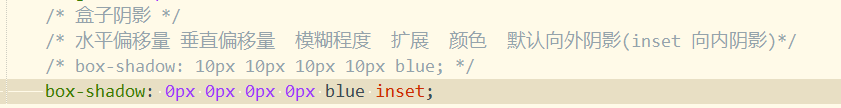 /* 盒子阴影 */
/* 水平偏移量 垂直偏移量  模糊程度  扩展  颜色  默认向外阴影(inset 向内阴影)*/
/* box-shadow: 10px 10px 10px 10px blue; */
box-shadow: 0px 0px 0px 0px blue inset;